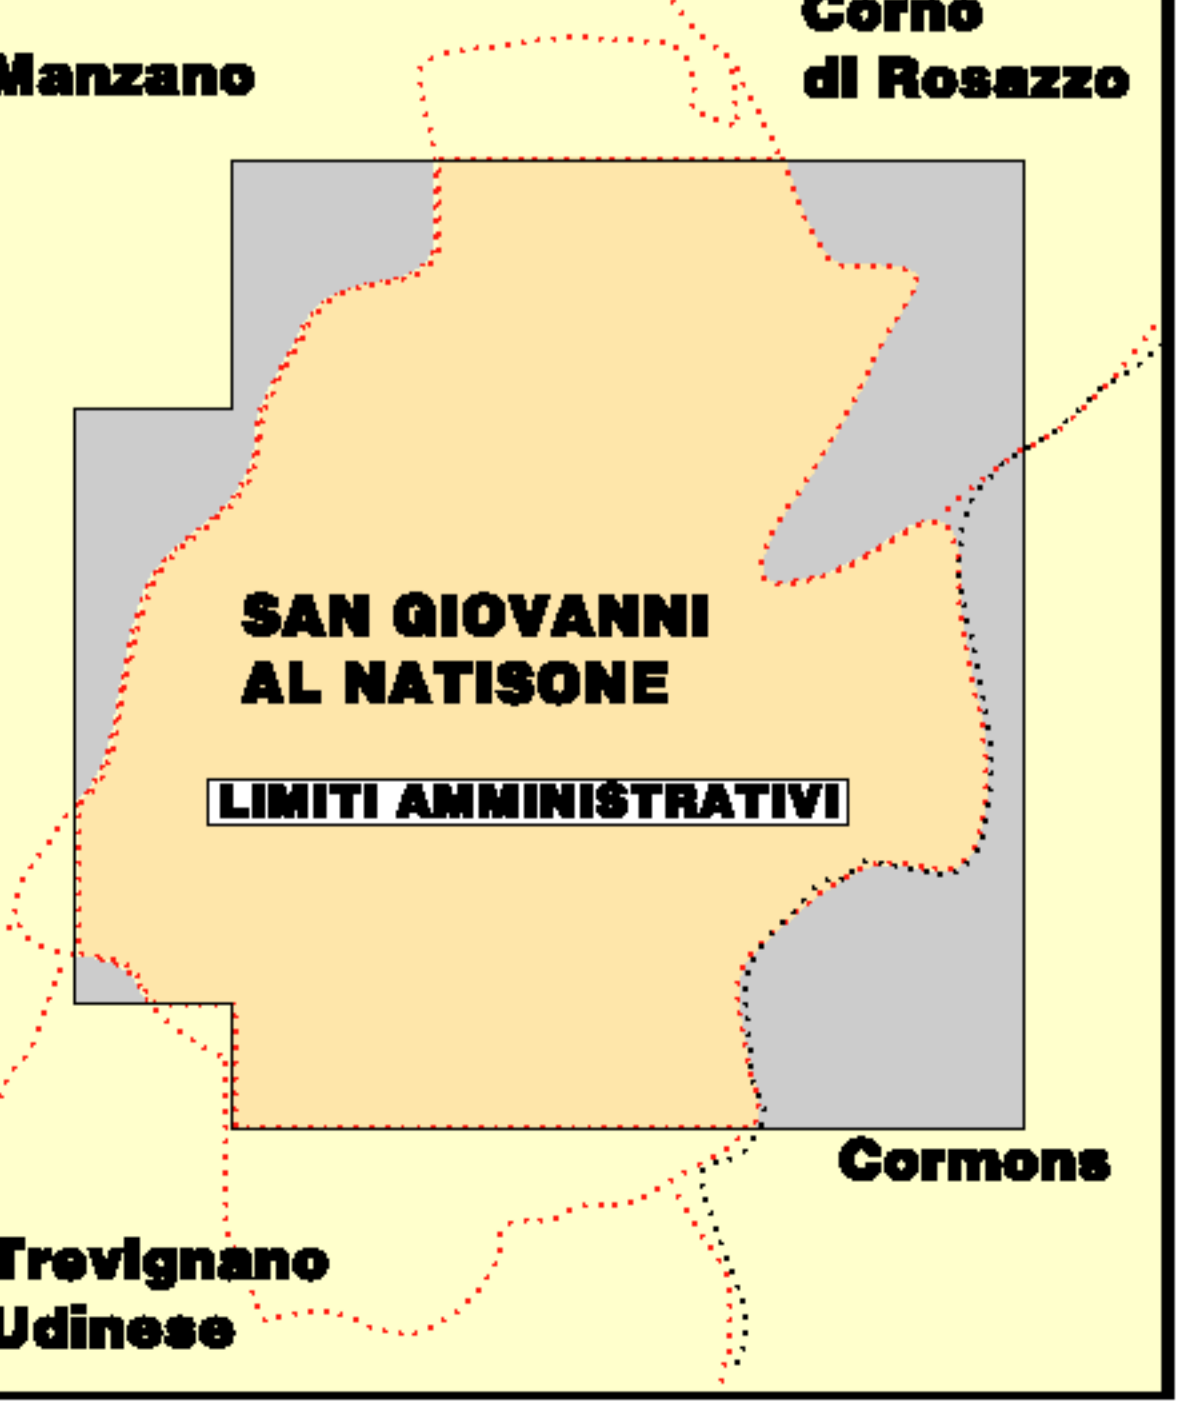 Corno
di Rosazzo
Manzano
SAN GIOVANNI
AL NATISONE
LIMITI AMMINISTRATIVI
Cormons
Trevignano
Udinese